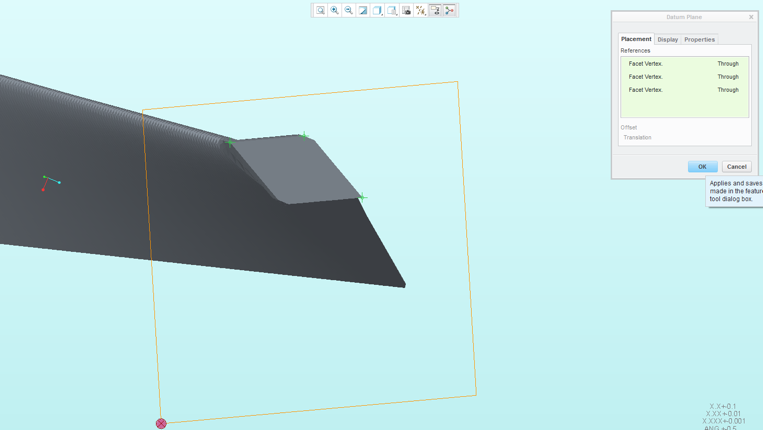 Datum Plane
Placement Display Properties
References
Facet Vertex. Through
Facet Vertex. Through
Facet Vertex. Through
Offset
Translation
OK Cancel
Applies and saves
made in the feature
tool dialog box.
X.X+-0.1
X.XX+-0.01
X.XXX+-0.001
ANG.+-0.5